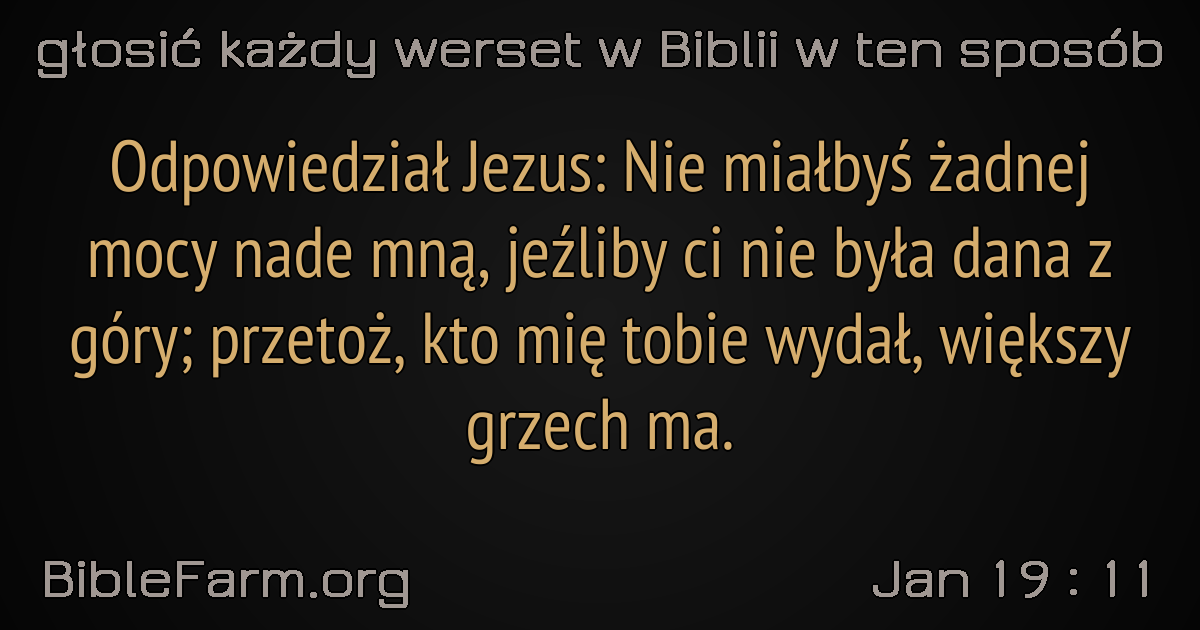 głosić każdy werset w Biblii w ten sposób
Odpowiedział Jezus: Nie miałbyś żadnej
mocy nade mną, jeźliby ci nie była dana z
góry; przetoż, kto mię tobie wydał, większy
grzech ma.
BibleFarm.org
Jan 19 : 11